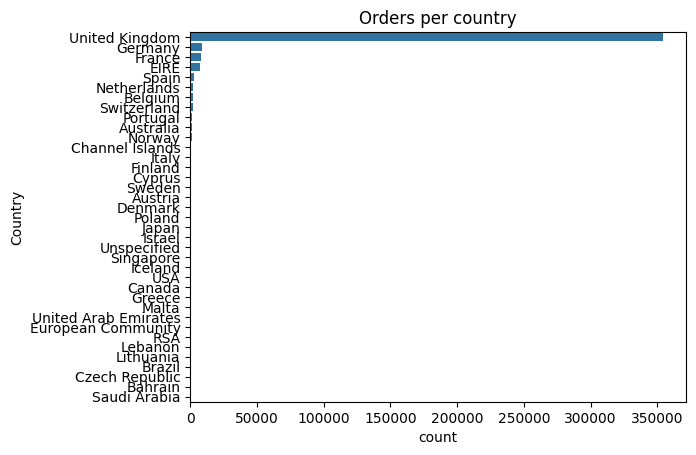 Orders per country
United Kingdom
Germany
France
EIRE
Spain
Netherlands
Belgium
Switzerland
Portugal
Australia
Norway
Channel Islands
Italy
Finland
Cyprus
Sweden
Austria
Denmark
Poland
Japan
Israel
Unspecified
Singapore
Iceland
USA
Canada
Greece
Malta
United Arab Emirates
European Community
RSA
Lebanon
Lithuania
Brazil
Czech Republic
Bahrain
Saudi Arabia
Country
0 50000 100000 150000 200000 250000 300000 350000
count